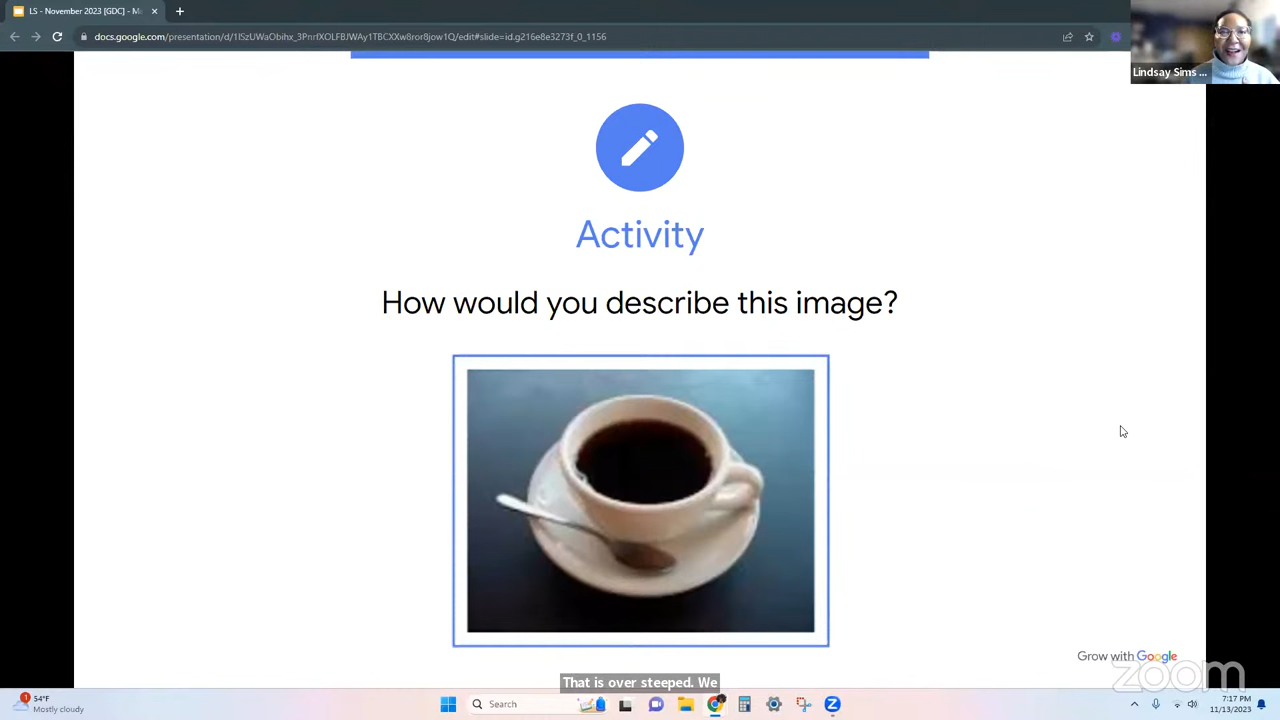 LS - November 2023 [GDC] - M
docs.google.com/presentation/d/1lSzUWaObihx_3PnrfXOLFBJWAy1TBCXXw8ror8jow1Q/edit#slide=id.g216e8e3273f_0_1156
Lindsay Sims ...
Activity
How would you describe this image?
Grow with Google
zoom
That is over steeped. We
1
54°F
Mostly cloudy
Search
7:17 PM
11/13/2023